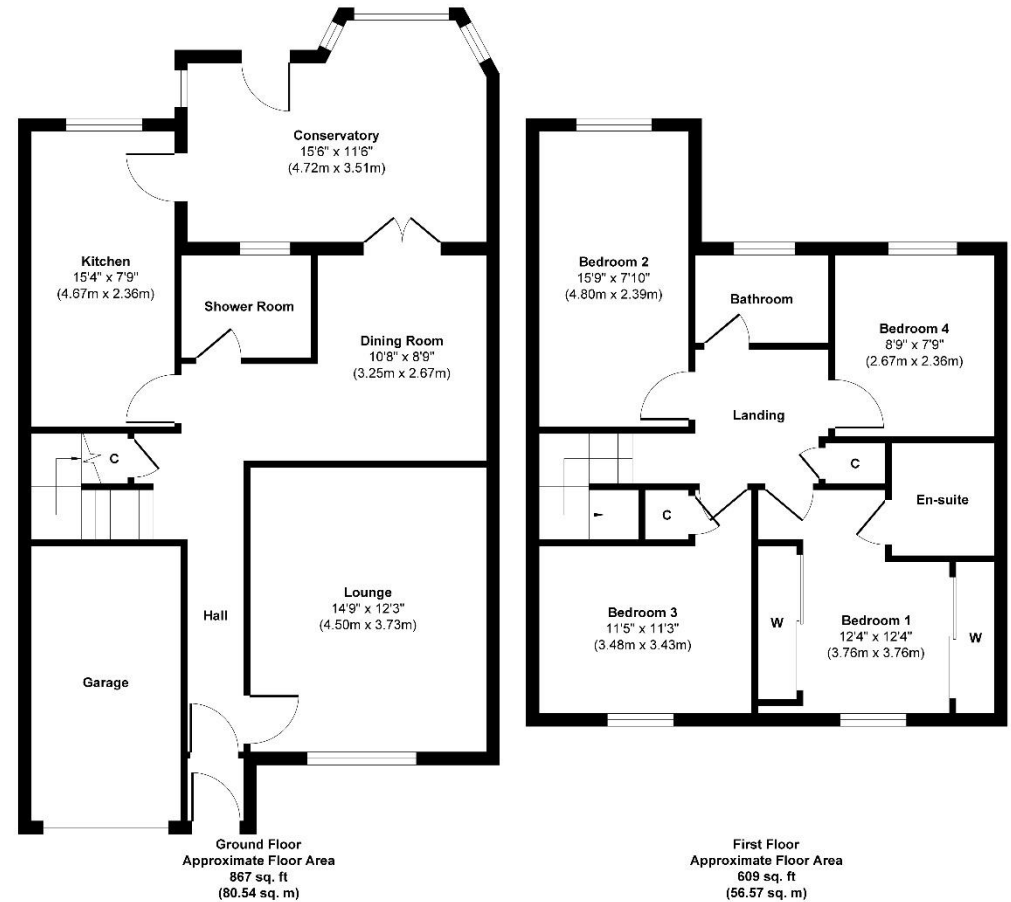 Conservatory
15'6" x 11'6"
(4.72m x 3.51m)
Kitchen
15'4" x 7'9"
(4.67m x 2.36m)
Shower Room
Dining Room
10'8" x 8'9"
(3.25m x 2.67m)
C
Lounge
14'9" x 12'3"
(4.50m x 3.73m)
Hall
Garage
Ground Floor
Approximate Floor Area
867 sq. ft
(80.54 sq. m)
Bedroom 2
15'9" x 7'10"
(4.80m x 2.39m)
Bathroom
Bedroom 4
8'9" x 7'9"
(2.67m x 2.36m)
Landing
C
En-suite
C
Bedroom 3
11'5" x 11'3"
(3.48m x 3.43m)
W
Bedroom 1
12'4" x 12'4"
(3.76m x 3.76m)
W
First Floor
Approximate Floor Area
609 sq. ft
(56.57 sq. m)